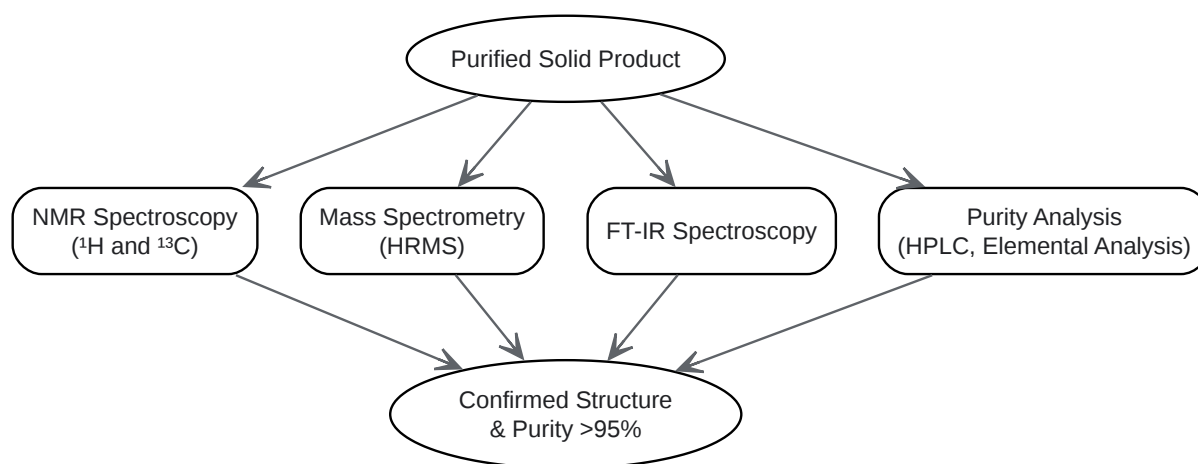 Purified Solid Product
NMR Spectroscopy
(¹H and ¹³C)
Mass Spectrometry
(HRMS)
FT-IR Spectroscopy
Purity Analysis
(HPLC, Elemental Analysis)
Confirmed Structure
& Purity >95%